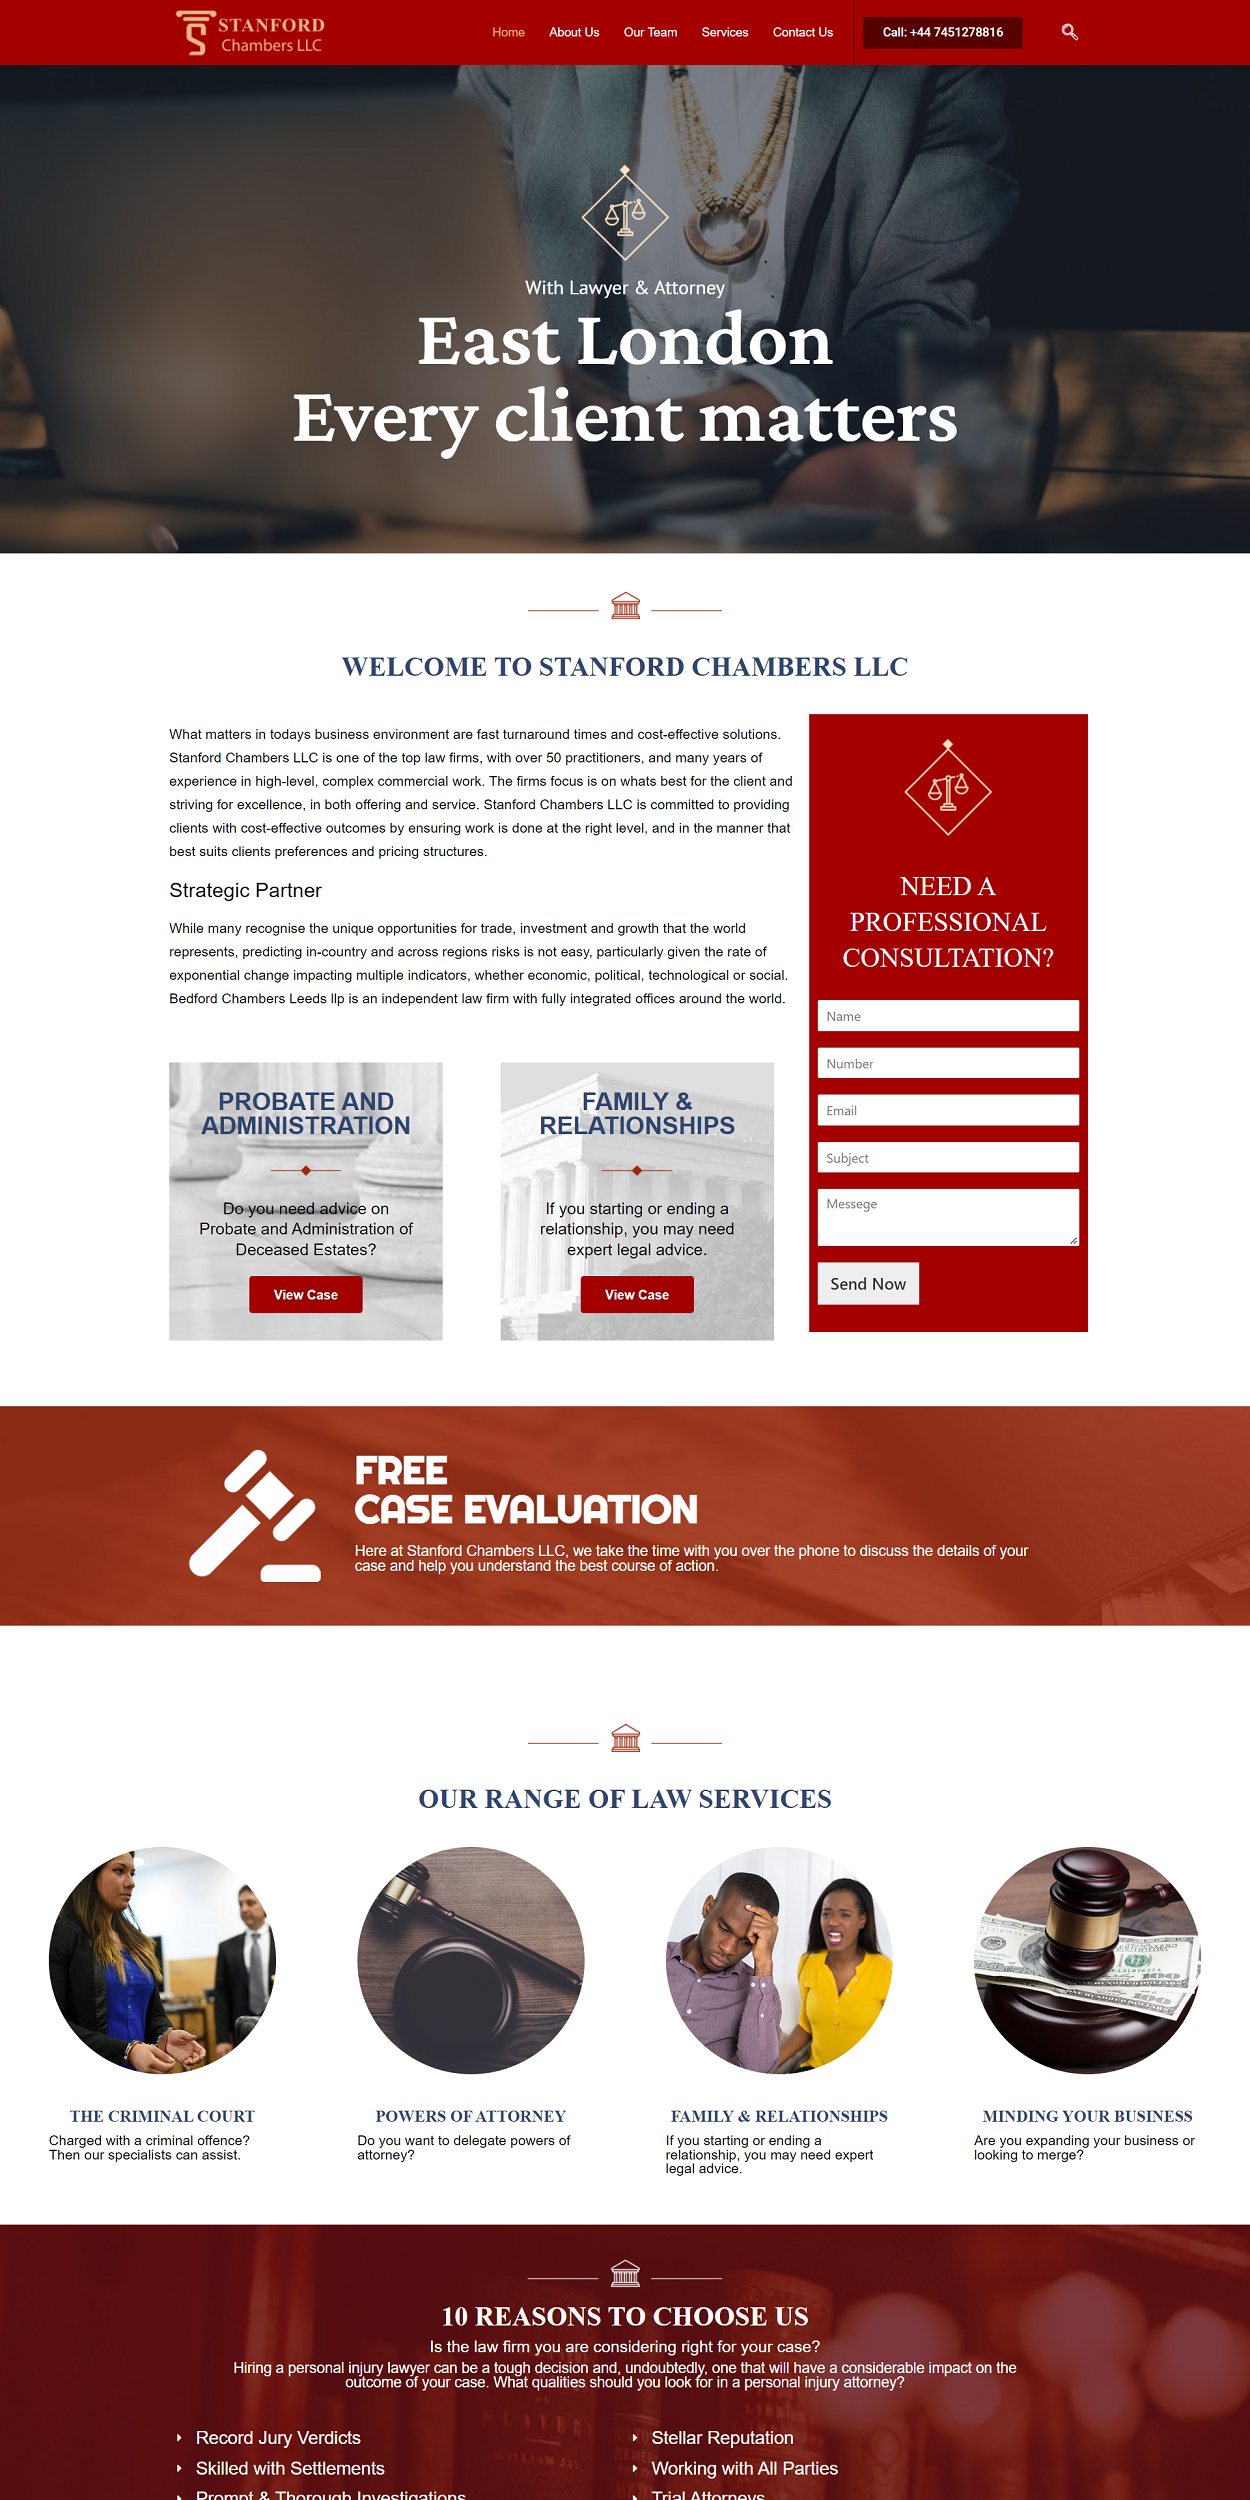 STANFORD
Chambers LLC
Home
About Us
Our Team
Services
Contact Us
Call: +44 7451278816
With Lawyer & Attorney
East London
Every client matters
WELCOME TO STANFORD CHAMBERS LLC
What matters in todays business environment are fast turnaround times and cost-effective solutions.
Stanford Chambers LLC is one of the top law firms, with over 50 practitioners, and many years of
experience in high-level, complex commercial work. The firms focus is on whats best for the client and
striving for excellence, in both offering and service. Stanford Chambers LLC is committed to providing
clients with cost-effective outcomes by ensuring work is done at the right level, and in the manner that
best suits clients preferences and pricing structures.
Strategic Partner
While many recognise the unique opportunities for trade, investment and growth that the world
represents, predicting in-country and across regions risks is not easy, particularly given the rate of
exponential change impacting multiple indicators, whether economic, political, technological or social.
Bedford Chambers Leeds llp is an independent law firm with fully integrated offices around the world.
PROBATE AND
ADMINISTRATION
Do you need advice on
Probate and Administration of
Deceased Estates?
View Case
FAMILY &
RELATIONSHIPS
If you starting or ending a
relationship, you may need
expert legal advice.
View Case
NEED A
PROFESSIONAL
CONSULTATION?
Name
Number
Email
Subject
Messege
Send Now
FREE
CASE EVALUATION
Here at Stanford Chambers LLC, we take the time with you over the phone to discuss the details of your
case and help you understand the best course of action.
OUR RANGE OF LAW SERVICES
THE CRIMINAL COURT
Charged with a criminal offence?
Then our specialists can assist.
POWERS OF ATTORNEY
Do you want to delegate powers of
attorney?
FAMILY & RELATIONSHIPS
If you starting or ending a
relationship, you may need expert
legal advice.
100
100
MINDING YOUR BUSINESS
Are you expanding your business or
looking to merge?
10 REASONS TO CHOOSE US
Is the law firm you are considering right for your case?
Hiring a personal injury lawyer can be a tough decision and, undoubtedly, one that will have a considerable impact on the
outcome of your case. What qualities should you look for in a personal injury attorney?
SLAVERY
WILLIAM JAY
Record Jury Verdicts
Skilled with Settlements
Prompt & Thorough Investigations
Stellar Reputation
Working with All Parties
Trial Attorneys